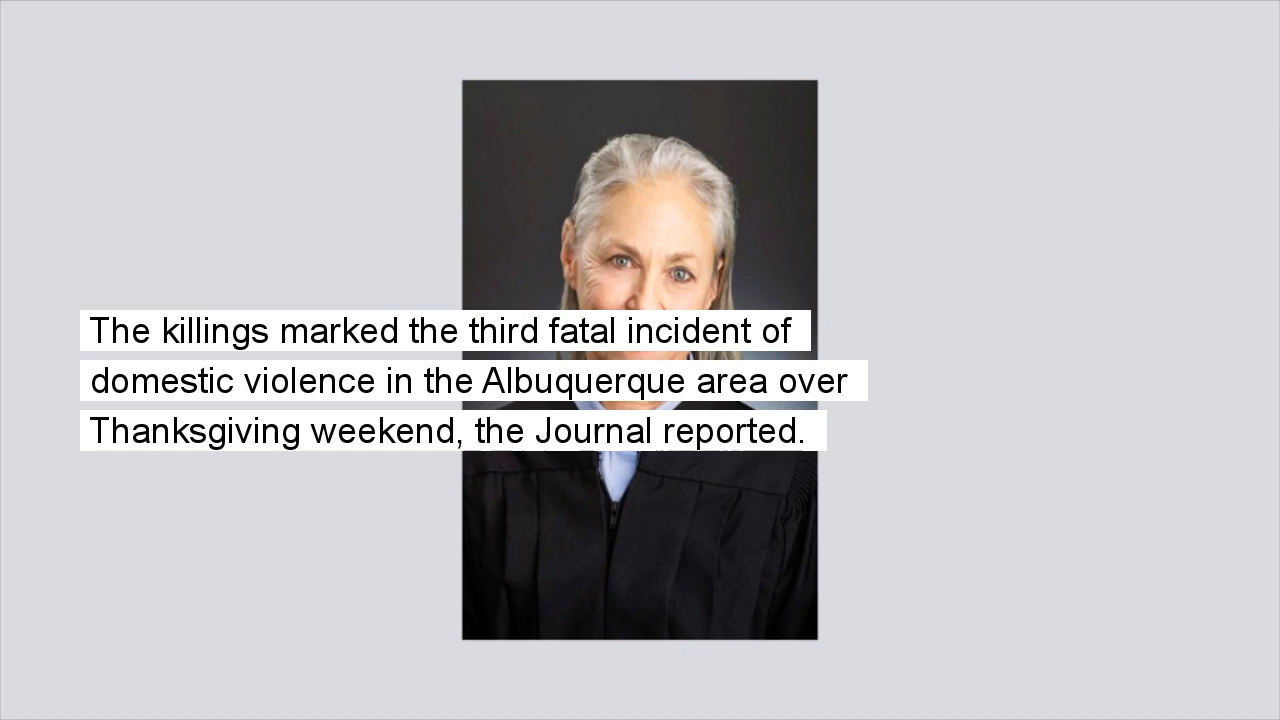 The killings marked the third fatal incident of
domestic violence in the Albuquerque area over
Thanksgiving weekend, the Journal reported.